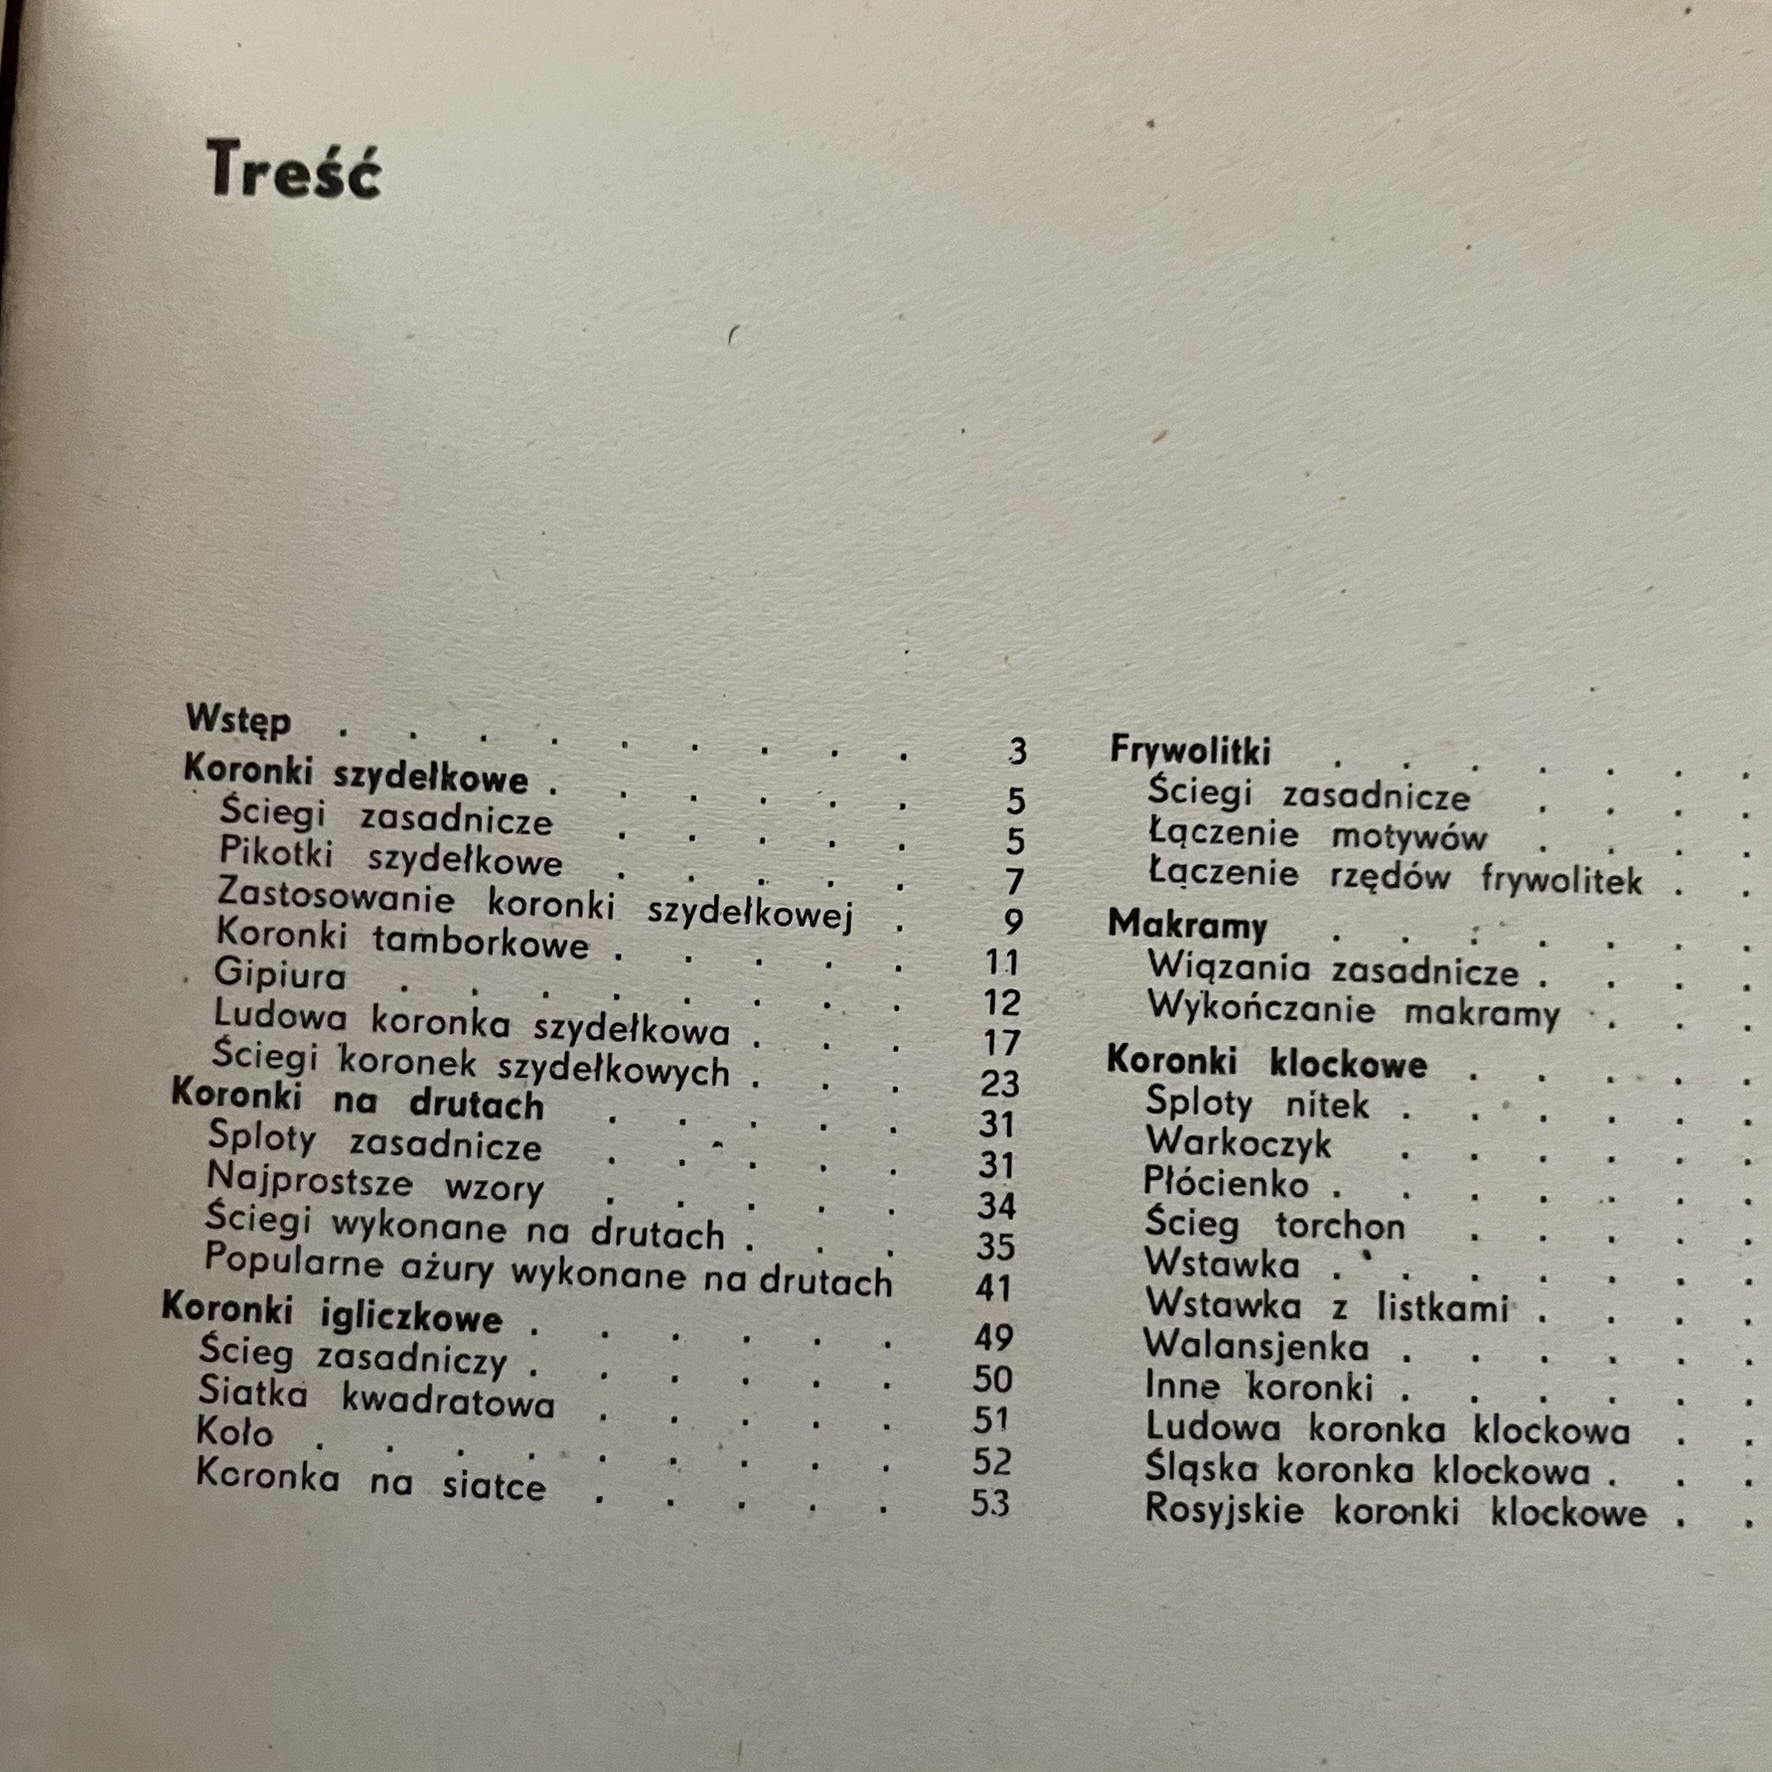 Treść
Wstęp . . . . . . . . . 3
Koronki szydełkowe . . . . . . 5
Ściegi zasadnicze . . . . . 5
Pikotki szydełkowe . . . . . 7
Zastosowanie koronki szydełkowej . 9
Koronki tamborkowe . . . . . 11
Gipiura . . . . . . . . 12
Ludowa koronka szydełkowa . . . 17
Ściegi koronek szydełkowych . . . 23
Koronki na drutach . . . . . 31
Sploty zasadnicze . . . . . 31
Najprostsze wzory . . . . . 34
Ściegi wykonane na drutach . . . 35
Popularne ażury wykonane na drutach 41
Koronki igliczkowe . . . . . . 49
Ścieg zasadniczy . . . . . . 50
Siatka kwadratowa . . . . . 51
Koło . . . . . . . . . 52
Koronka na siatce . . . . . 53
Frywolitki . . . . . . .
Ściegi zasadnicze . . . .
Łączenie motywów . . . .
Łączenie rzędów frywolitek . .
Makramy . . . . . . .
Wiązania zasadnicze . . . .
Wykończanie makramy . . .
Koronki klockowe . . . . .
Sploty nitek . . . . . .
Warkoczyk . . . . . .
Płócienko . . . . . . .
Ścieg torchon . . . . .
Wstawka . . . . . . .
Wstawka z listkami . . . .
Walansjenka . . . . . .
Inne koronki . . . . . .
Ludowa koronka klockowa . .
Śląska koronka klockowa . . .
Rosyjskie koronki klockowe . .